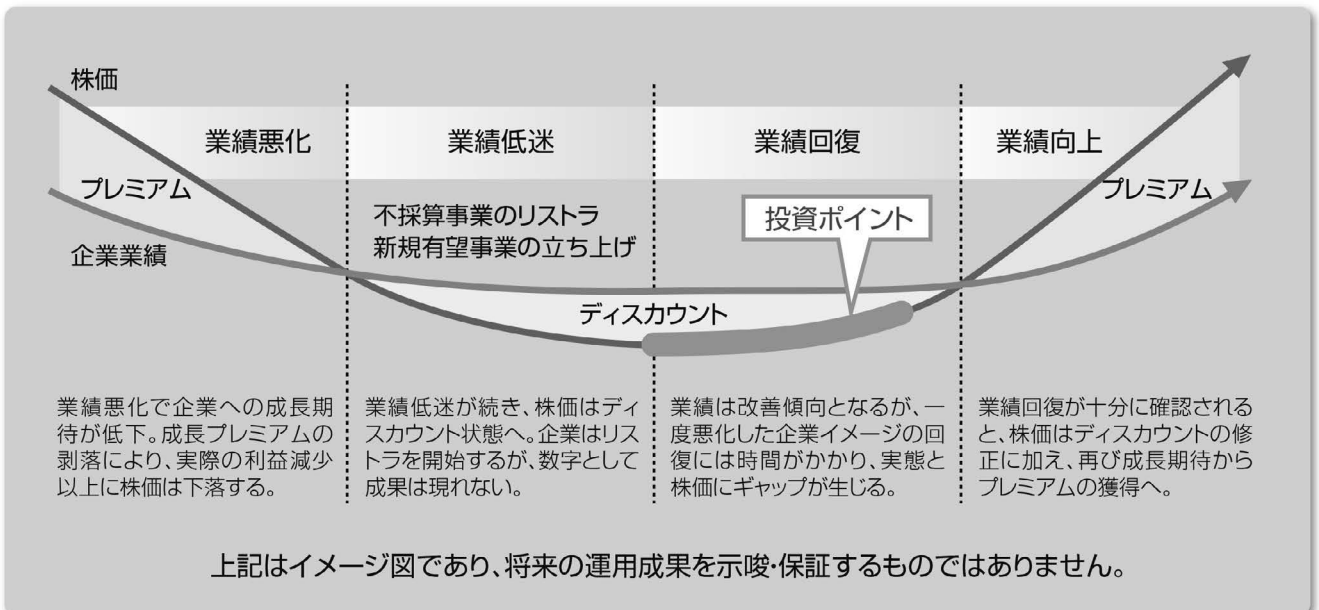 株価
業績悪化
業績低迷
業績回復
業績向上
プレミアム
プレミアム
企業業績
不採算事業のリストラ
新規有望事業の立ち上げ
投資ポイント
ディスカウント
業績悪化で企業への成長期
待が低下。成長プレミアムの
剥落により、実際の利益減少
以上に株価は下落する。
業績低迷が続き、株価はディ
スカウント状態へ。企業はリス
トラを開始するが、数字として
成果は現れない。
業績は改善傾向となるが、一
度悪化した企業イメージの回
復には時間がかかり、実態と
株価にギャップが生じる。
業績回復が十分に確認される
と、株価はディスカウントの修
正に加え、再び成長期待から
プレミアムの獲得へ。
上記はイメージ図であり、将来の運用成果を示唆・保証するものではありません。